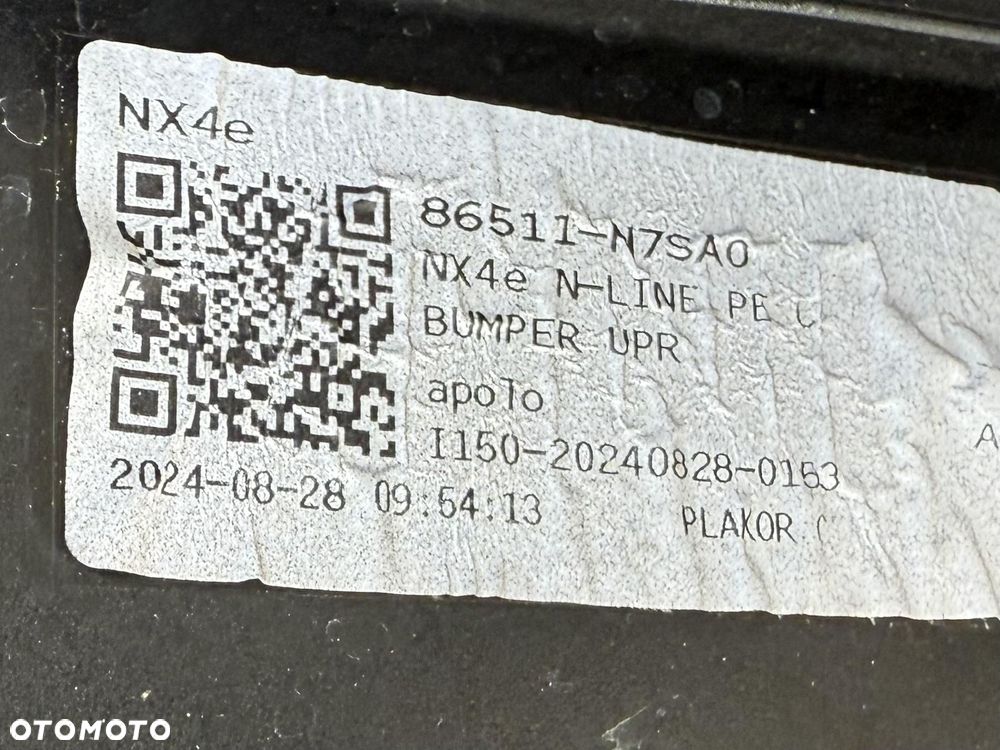 NX4e
86511-N7SA0
NX4e N-LINE PE
BUMPER UPR
apolo
I150-20240828-0153
2024-08-28 09:54:13
PLAKOR
A
OTOMOTO